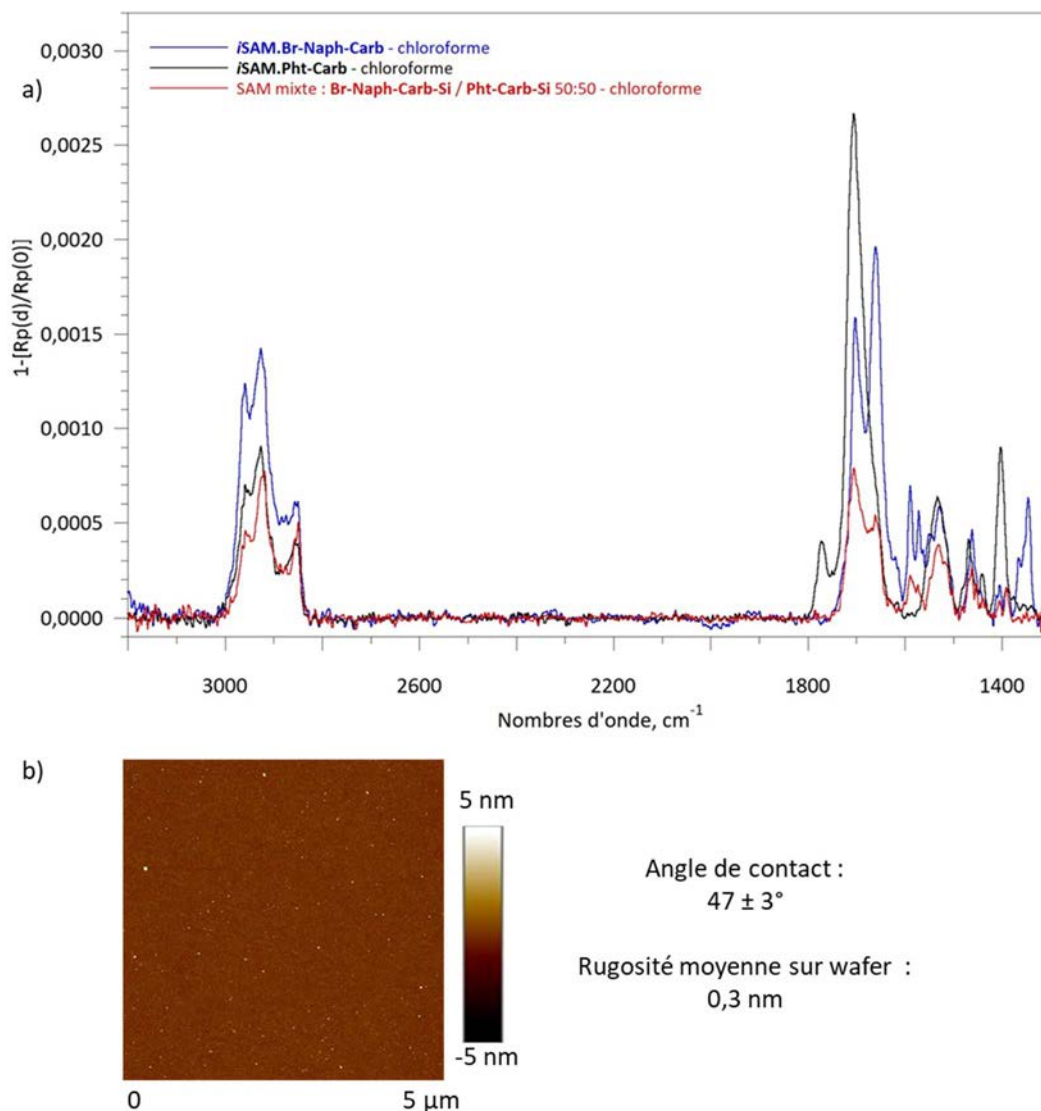 a)
iSAM.Br-Naph-Carb - chloroforme
iSAM.Pht-Carb - chloroforme
SAM mixte : Br-Naph-Carb-Si / Pht-Carb-Si 50:50 - chloroforme
1-[Rp(d)/Rp(0)]
0,0030
0,0025
0,0020
0,0015
0,0010
0,0005
0,0000
3000 2600 2200 1800 1400
Nombres d'onde, cm-1
b)
5 nm
-5 nm
0 5 µm
Angle de contact :
47 ± 3°
Rugosité moyenne sur wafer :
0,3 nm